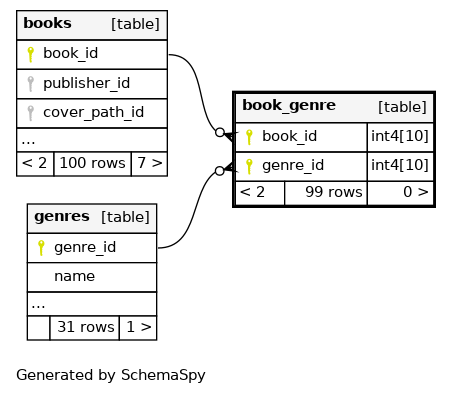 books [table]
book_id
publisher_id
cover_path_id
...
< 2 100 rows 7 >
book_genre [table]
book_id int4[10]
genre_id int4[10]
< 2 99 rows 0 >
genres [table]
genre_id
name
...
31 rows 1 >
Generated by SchemaSpy